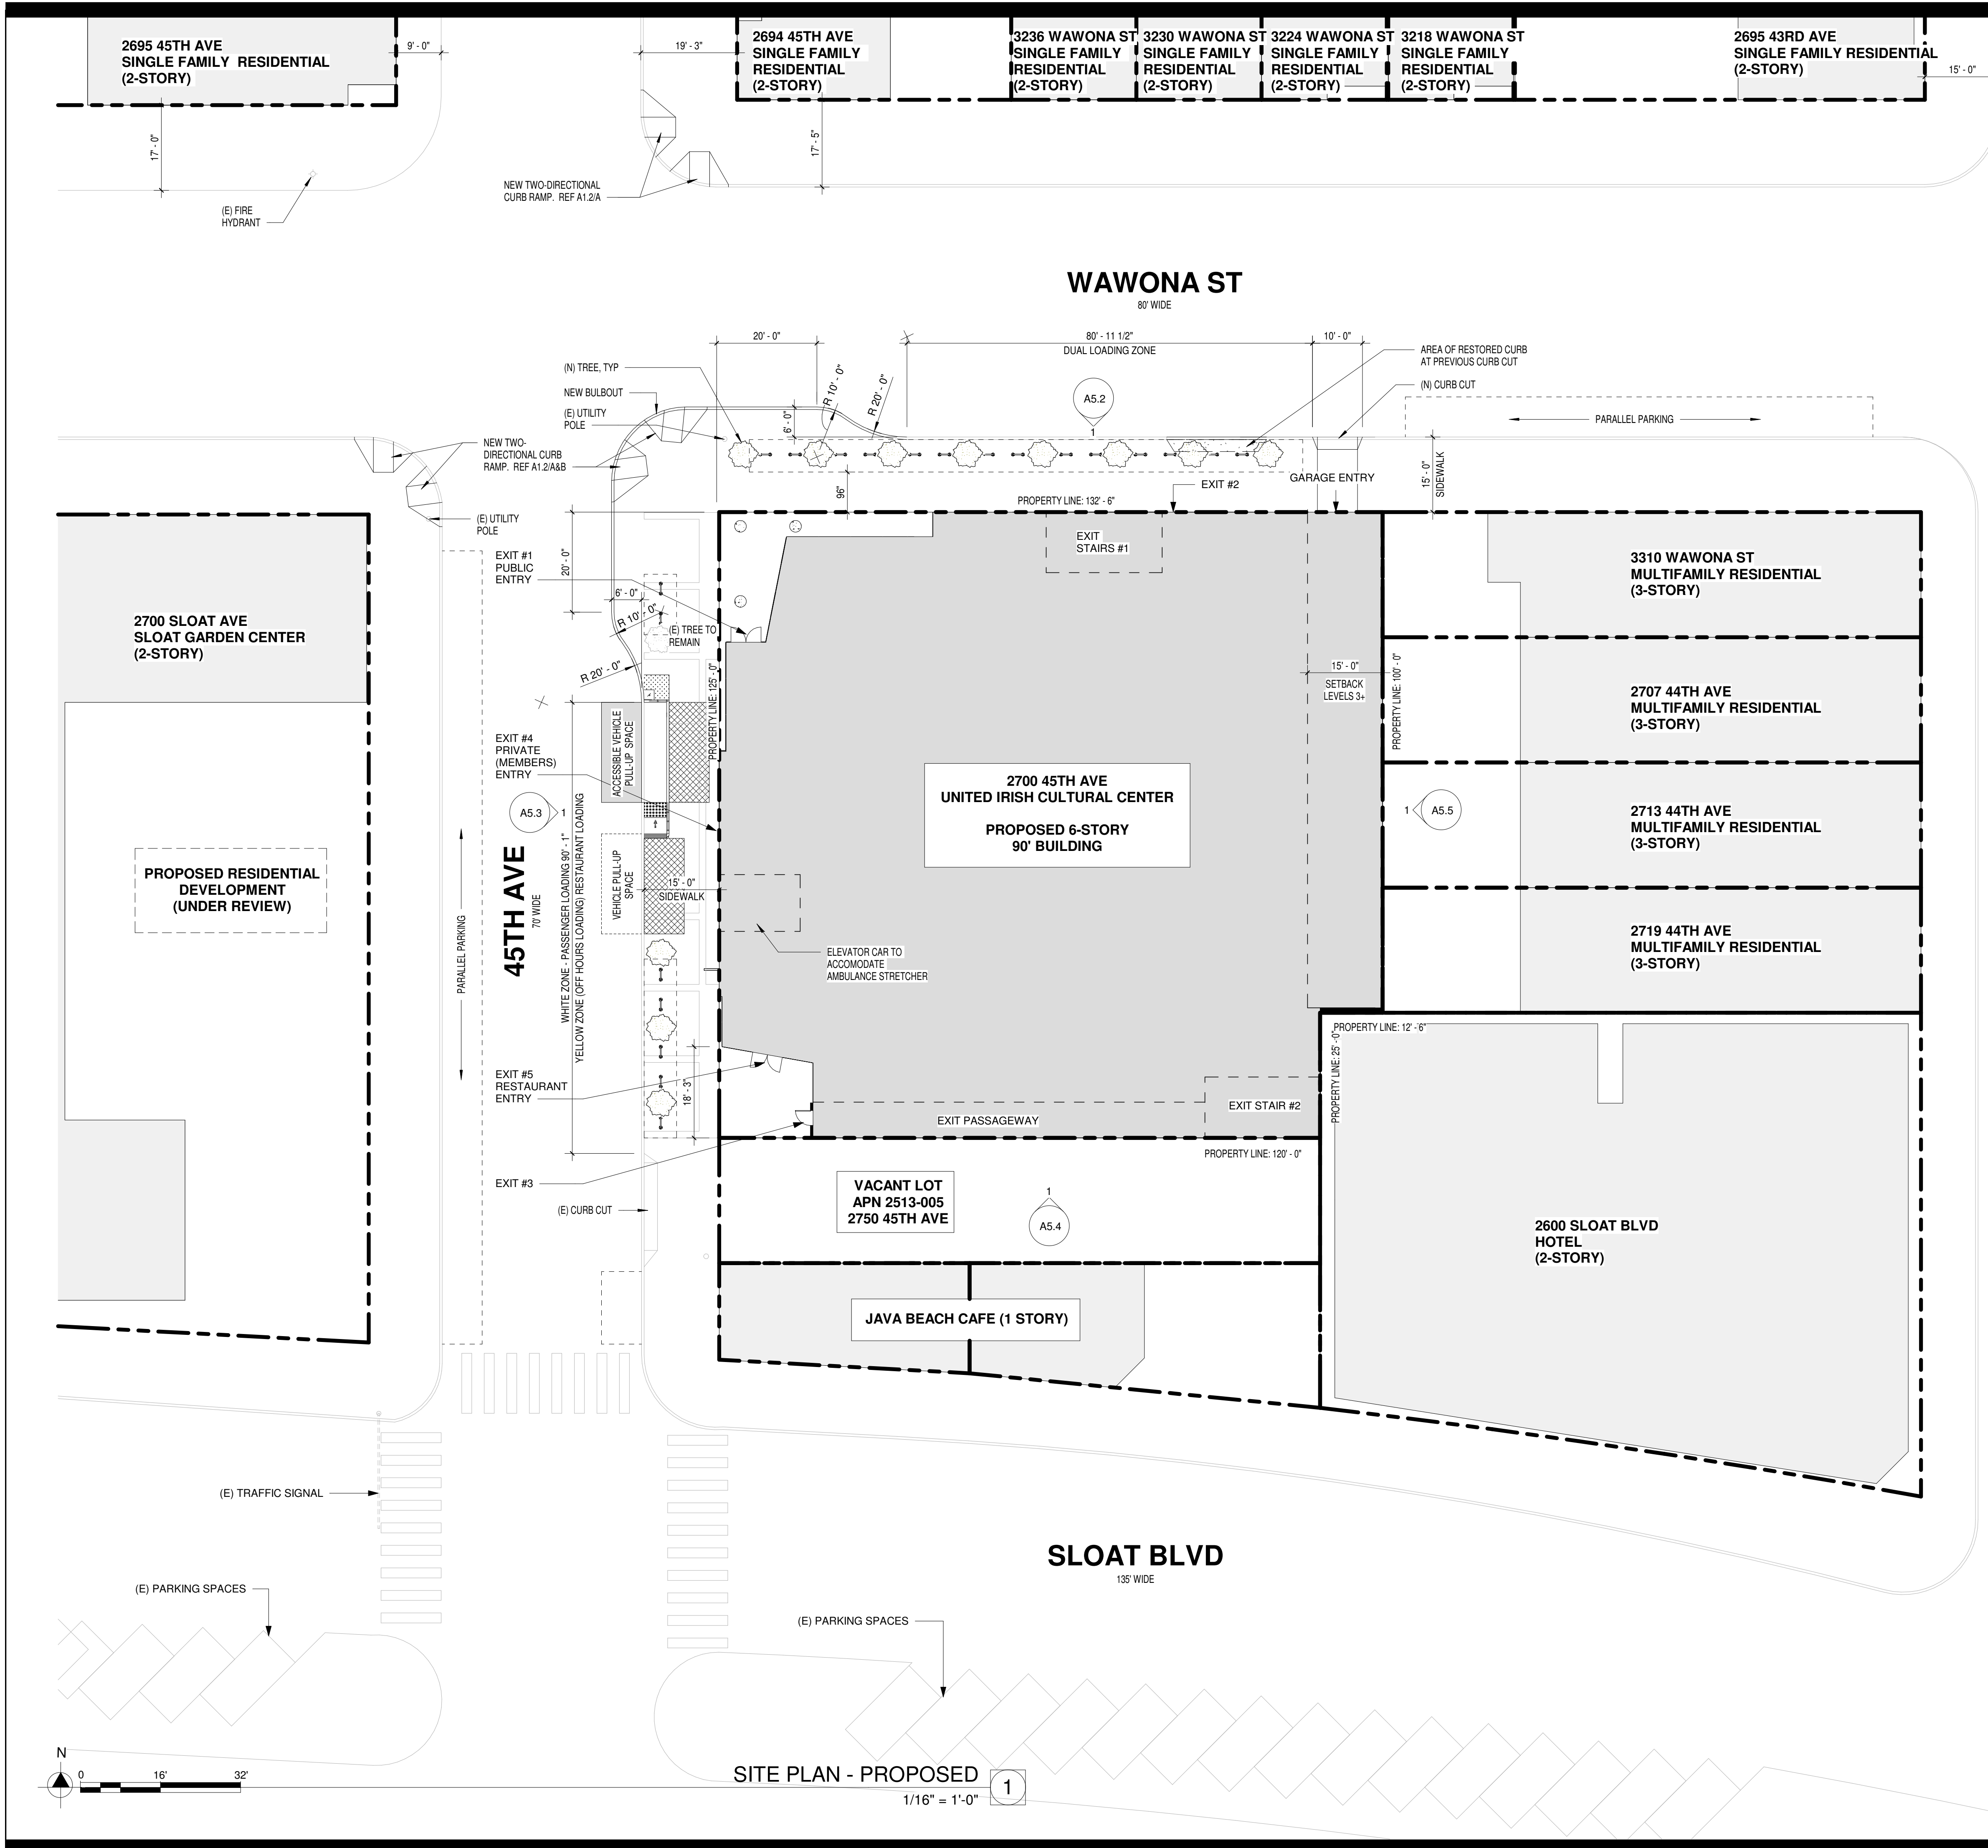 2695 45TH AVE
SINGLE FAMILY RESIDENTIAL
(2-STORY)
9' - 0"
19' - 3"
2694 45TH AVE
SINGLE FAMILY
RESIDENTIAL
(2-STORY)
3236 WAWONA ST
SINGLE FAMILY
RESIDENTIAL
(2-STORY)
3230 WAWONA ST
SINGLE FAMILY
RESIDENTIAL
(2-STORY)
3224 WAWONA ST
SINGLE FAMILY
RESIDENTIAL
(2-STORY)
3218 WAWONA ST
SINGLE FAMILY
RESIDENTIAL
(2-STORY)
2695 43RD AVE
SINGLE FAMILY RESIDENTIAL
(2-STORY)
15' - 0"
17' - 0"
17' - 5"
NEW TWO-DIRECTIONAL
CURB RAMP. REF A1.2/A
(E) FIRE
HYDRANT
WAWONA ST
80' WIDE
20' - 0"
80' - 11 1/2"
DUAL LOADING ZONE
10' - 0"
AREA OF RESTORED CURB
AT PREVIOUS CURB CUT
(N) TREE, TYP
NEW BULBOUT
(E) UTILITY
POLE
R 10' - 0"
R 20' - 0"
6' - 0"
A5.2
1
(N) CURB CUT
PARALLEL PARKING
NEW TWO-
DIRECTIONAL CURB
RAMP. REF A1.2/A&B
(E) UTILITY
POLE
96"
PROPERTY LINE: 132' - 6"
EXIT #2
GARAGE ENTRY
15' - 0"
SIDEWALK
EXIT #1
PUBLIC
ENTRY
20' - 0"
6' - 0"
R 10' - 0"
(E) TREE TO
REMAIN
R 20' - 0"
EXIT
STAIRS #1
3310 WAWONA ST
MULTIFAMILY RESIDENTIAL
(3-STORY)
2700 SLOAT AVE
SLOAT GARDEN CENTER
(2-STORY)
PROPERTY LINE: 125' - 0"
15' - 0"
SETBACK
LEVELS 3+
PROPERTY LINE: 100' - 0"
2707 44TH AVE
MULTIFAMILY RESIDENTIAL
(3-STORY)
EXIT #4
PRIVATE
(MEMBERS)
ENTRY
ACCESSIBLE VEHICLE
PULL-UP SPACE
A5.3
1
2700 45TH AVE
UNITED IRISH CULTURAL CENTER
PROPOSED 6-STORY
90' BUILDING
1
A5.5
2713 44TH AVE
MULTIFAMILY RESIDENTIAL
(3-STORY)
PROPOSED RESIDENTIAL
DEVELOPMENT
(UNDER REVIEW)
PARALLEL PARKING
45TH AVE
70' WIDE
WHITE ZONE - PASSENGER LOADING 90' - 1"
YELLOW ZONE (OFF HOURS LOADING) RESTAURANT LOADING
VEHICLE PULL-UP
SPACE
15' - 0"
SIDEWALK
ELEVATOR CAR TO
ACCOMODATE
AMBULANCE STRETCHER
2719 44TH AVE
MULTIFAMILY RESIDENTIAL
(3-STORY)
PROPERTY LINE: 12' - 6"
PROPERTY LINE: 25' - 0"
EXIT #5
RESTAURANT
ENTRY
18' - 3"
EXIT PASSAGEWAY
EXIT STAIR #2
PROPERTY LINE: 120' - 0"
EXIT #3
(E) CURB CUT
VACANT LOT
APN 2513-005
2750 45TH AVE
1
A5.4
2600 SLOAT BLVD
HOTEL
(2-STORY)
JAVA BEACH CAFE (1 STORY)
(E) TRAFFIC SIGNAL
SLOAT BLVD
135' WIDE
(E) PARKING SPACES
(E) PARKING SPACES
N
0 16' 32'
SITE PLAN - PROPOSED
1
1/16" = 1'-0"